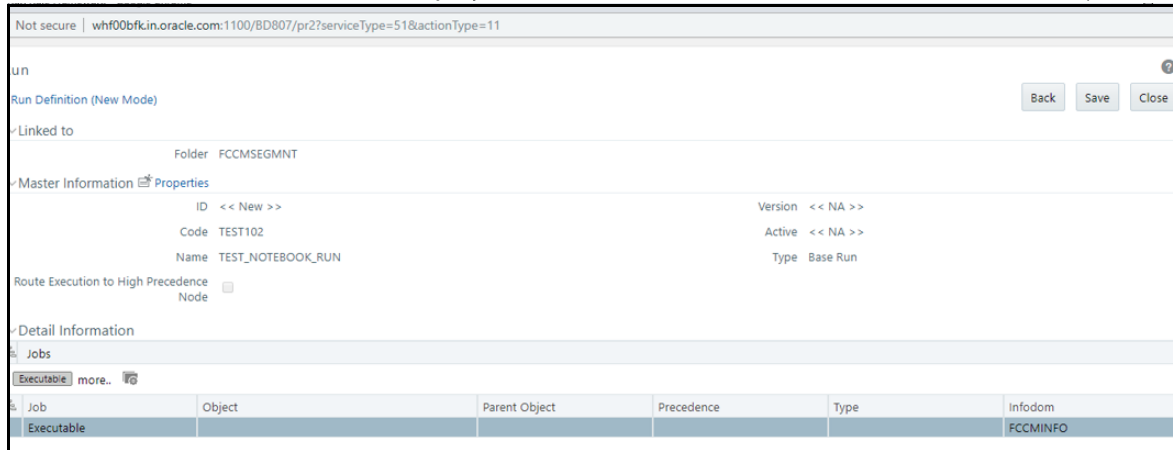 Not secure | whf00bfk.in.oracle.com:1100/BD807/pr2?serviceType=51&actionType=11
un
Run Definition (New Mode)
Back Save Close
Linked to
Folder FCCMSEGMNT
Master Information Properties
ID << New >> Version << NA >>
Code TEST102 Active << NA >>
Name TEST_NOTEBOOK_RUN Type Base Run
Route Execution to High Precedence
Node
Detail Information
Jobs
Executable more..
Job Object Parent Object Precedence Type Infodom
Executable FCCMINFO